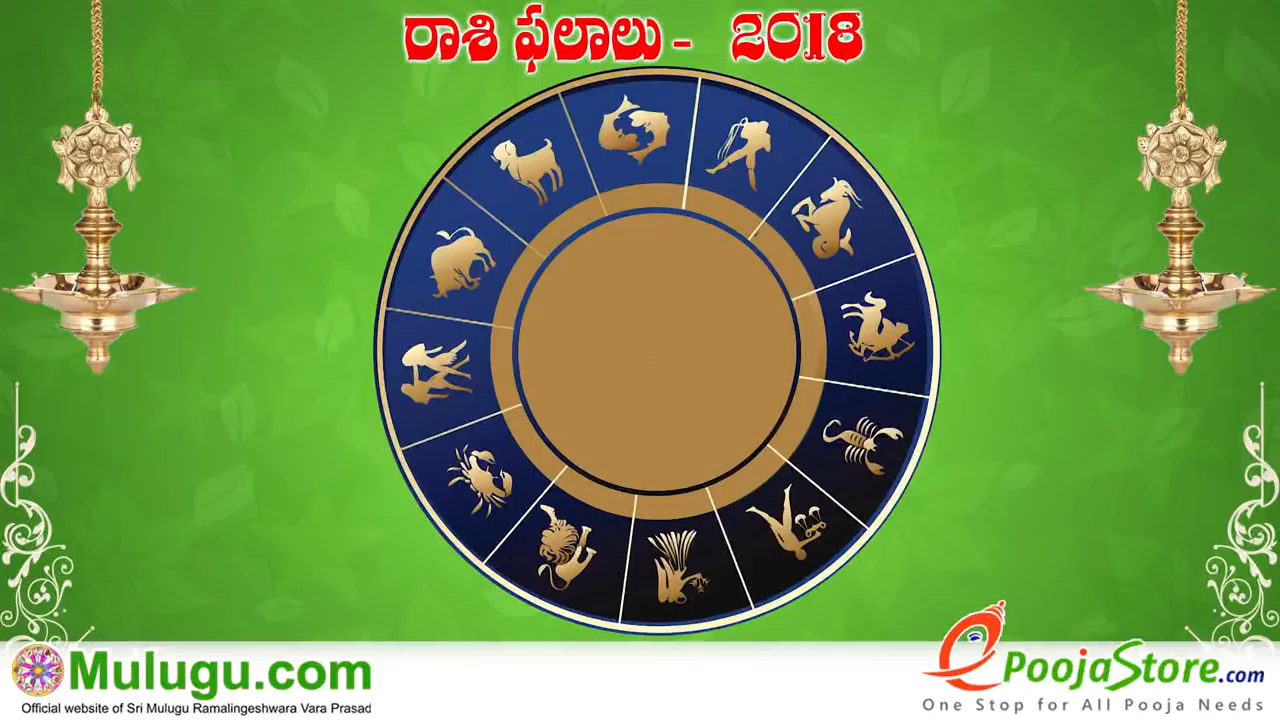 రాశి ఫలాలు - 2018
Mulugu.com
Official website of Sri Mulugu Ramalingeshwara Vara Prasad
ePoojaStore.com
One Stop for All Pooja Needs